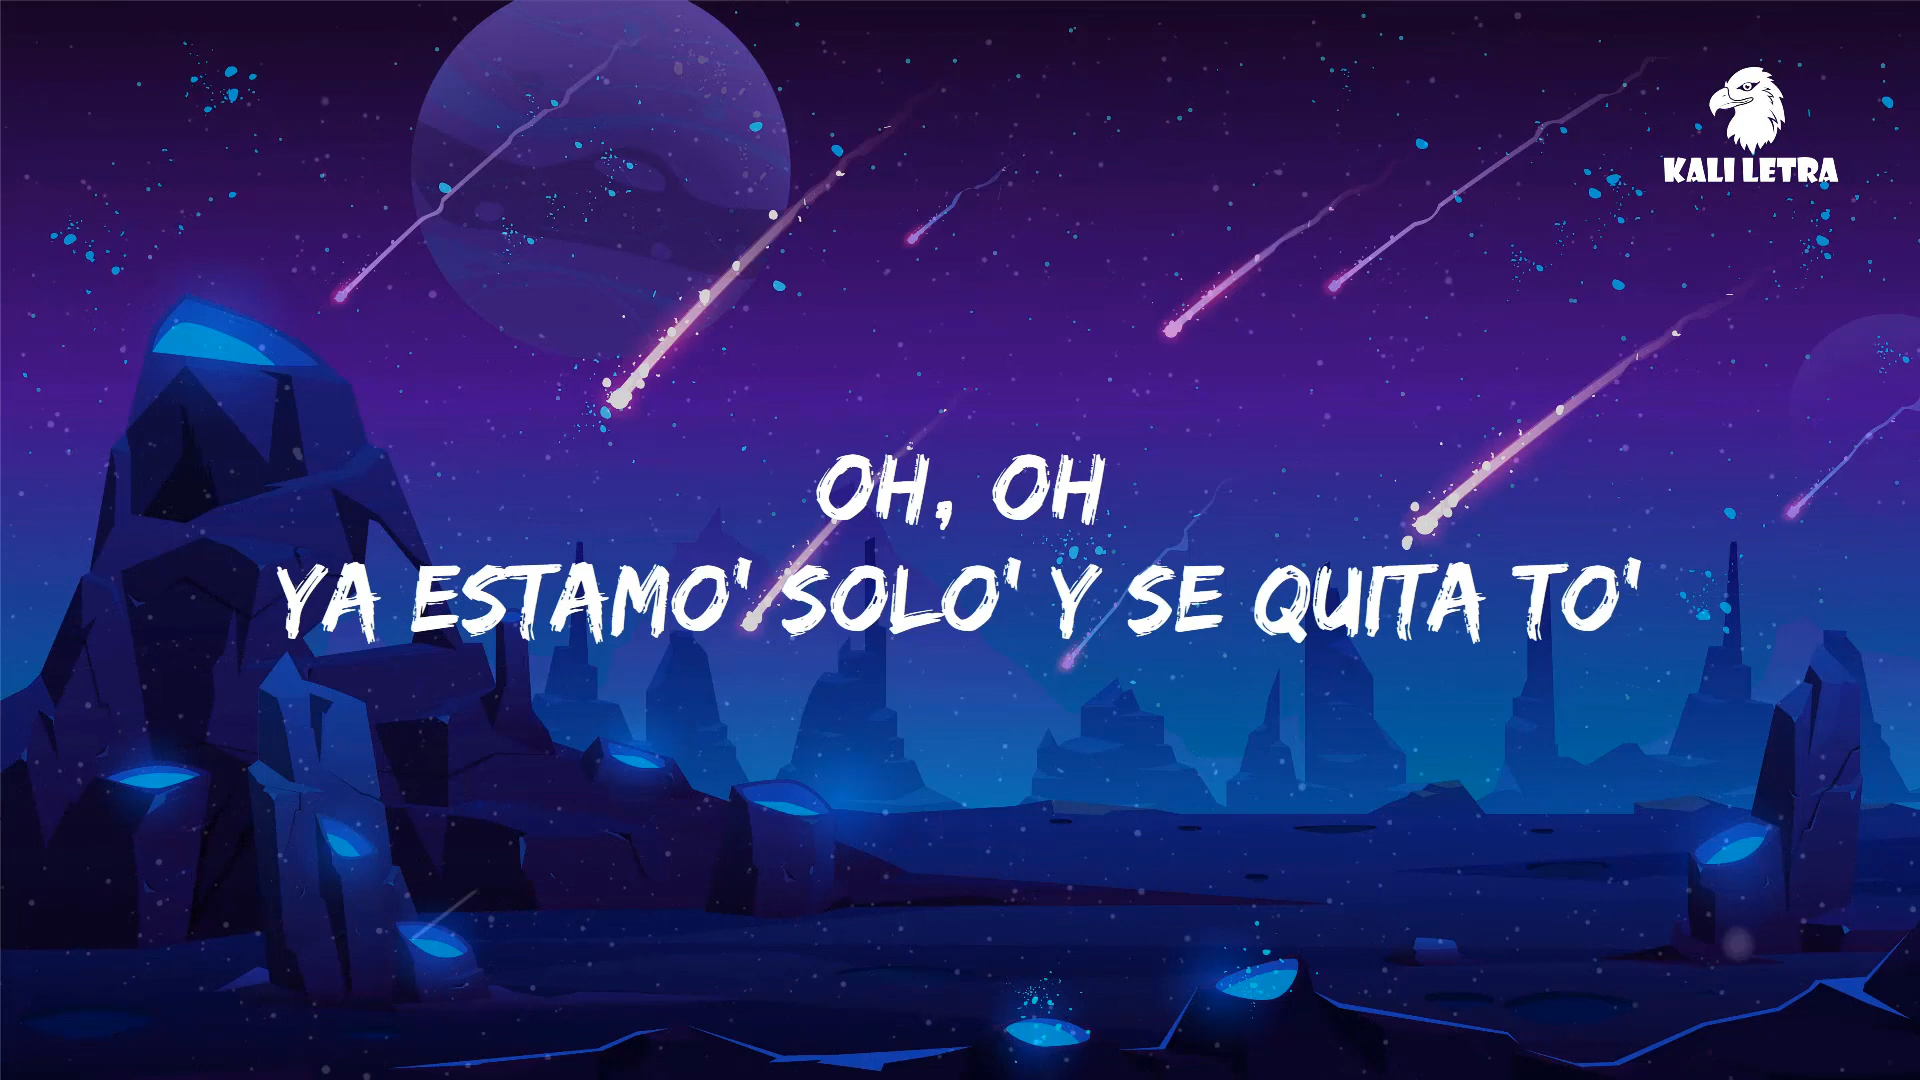 KALI LETRA
OH, OH
YA ESTAMO' SOLO' Y SE QUITA TO'